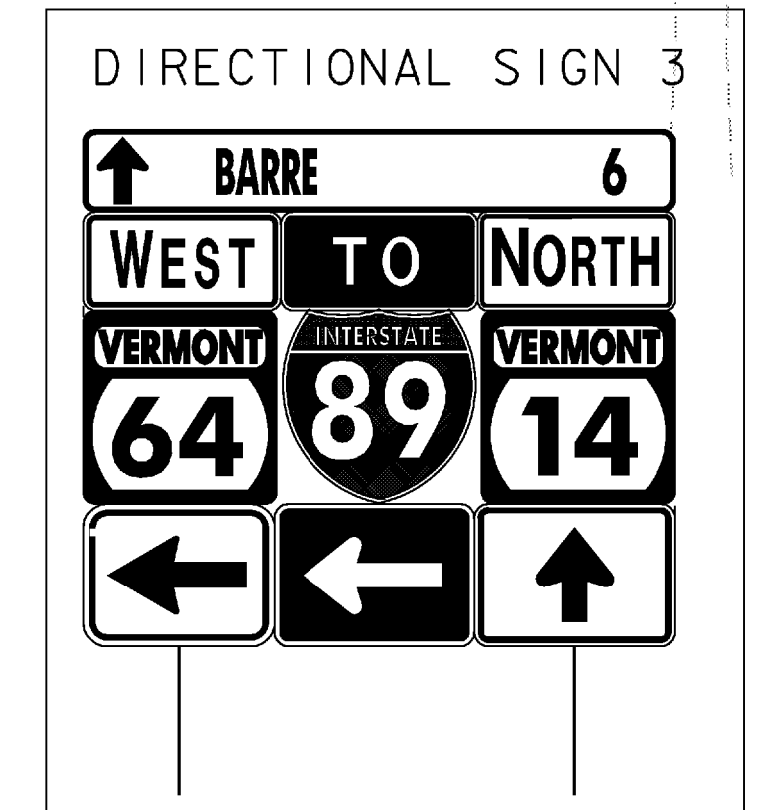 DIRECTIONAL SIGN 3
BARRE 6
WEST TO NORTH
VERMONT INTERSTATE VERMONT
64 89 14